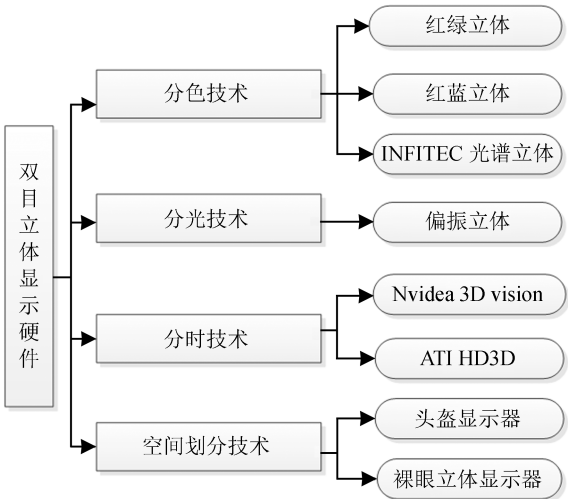 双目立体显示硬件
分色技术
红绿立体
红蓝立体
INFITEC 光谱立体
分光技术
偏振立体
分时技术
Nvidea 3D vision
ATI HD3D
空间划分技术
头盔显示器
裸眼立体显示器